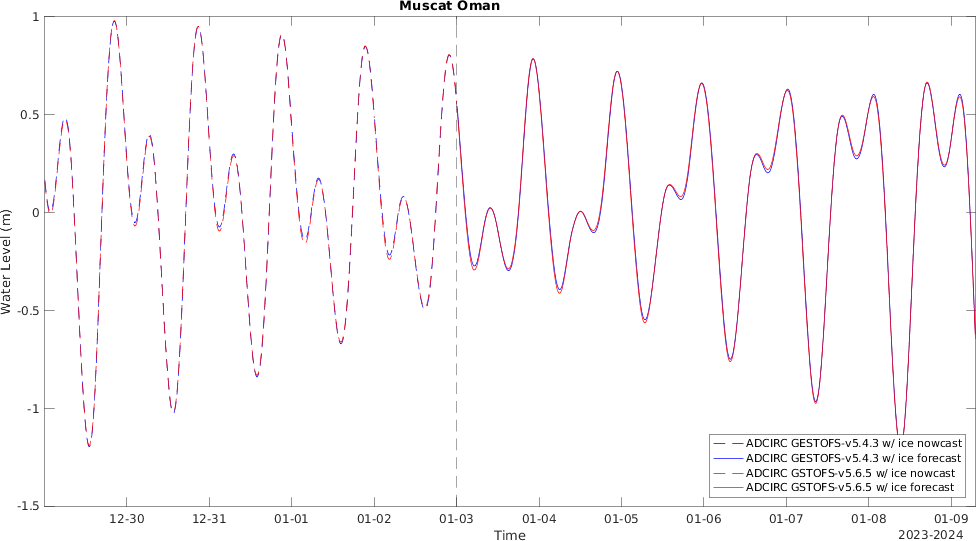 Muscat Oman
Water Level (m)
1
0.5
0
-0.5
-1
-1.5
ADCIRC GESTOFS-v5.4.3 w/ ice nowcast
ADCIRC GESTOFS-v5.4.3 w/ ice forecast
ADCIRC GSTOFS-v5.6.5 w/ ice nowcast
ADCIRC GSTOFS-v5.6.5 w/ ice forecast
12-30 12-31 01-01 01-02 01-03 01-04 01-05 01-06 01-07 01-08 01-09
Time
2023-2024